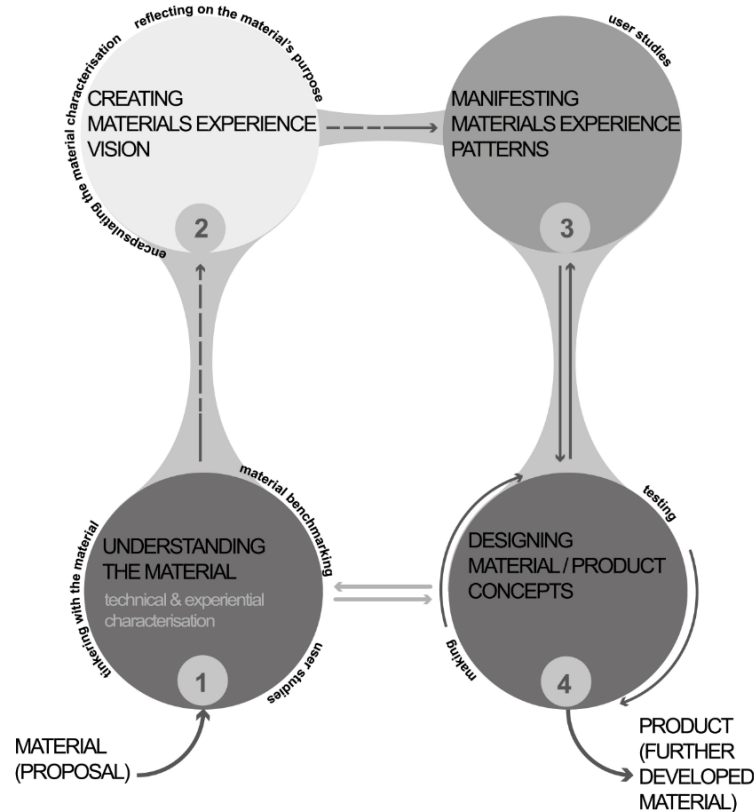 reflecting on the material's purpose
encapsulating the material characterisation
CREATING
MATERIALS EXPERIENCE
VISION
2
user studies
MANIFESTING
MATERIALS EXPERIENCE
PATTERNS
3
tinkering with the material
material benchmarking
user studies
UNDERSTANDING
THE MATERIAL
technical & experiential
characterisation
1
testing
making
DESIGNING
MATERIAL / PRODUCT
CONCEPTS
4
MATERIAL
(PROPOSAL)
PRODUCT
(FURTHER
DEVELOPED
MATERIAL)